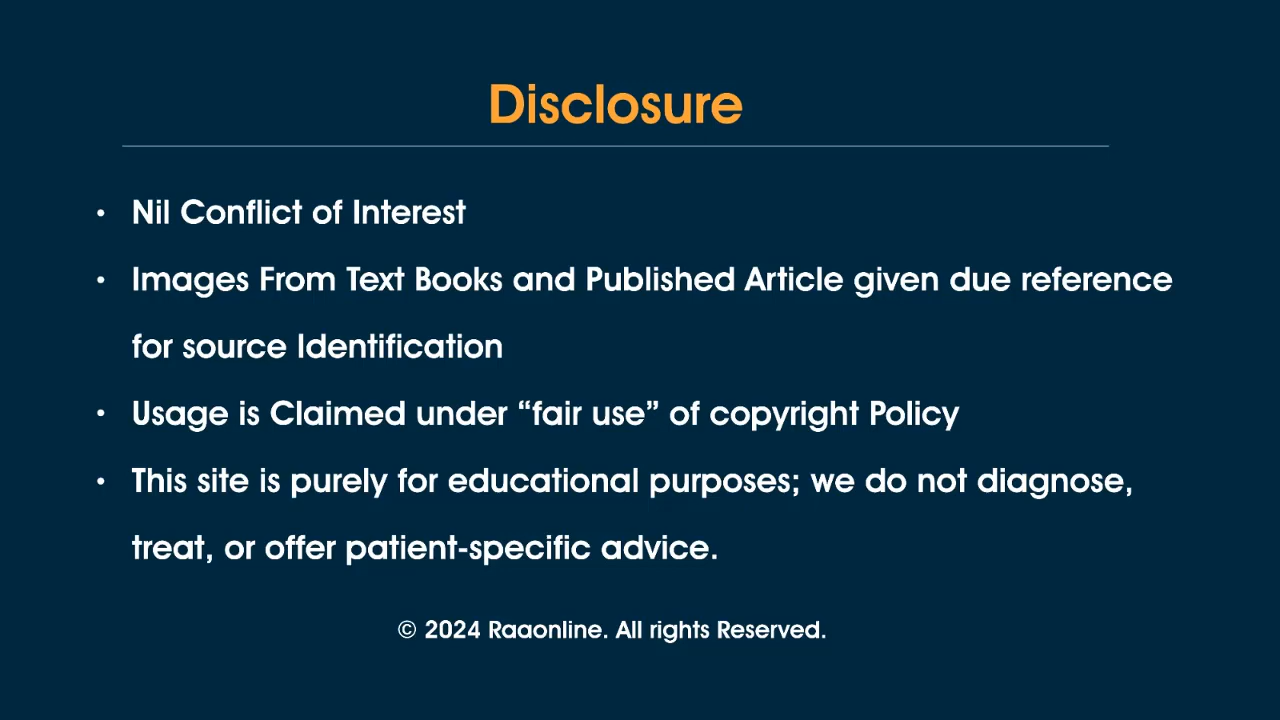 Disclosure
• Nil Conflict of Interest
• Images From Text Books and Published Article given due reference
for source Identification
• Usage is Claimed under “fair use” of copyright Policy
• This site is purely for educational purposes; we do not diagnose,
treat, or offer patient-specific advice.
© 2024 Raaonline. All rights Reserved.